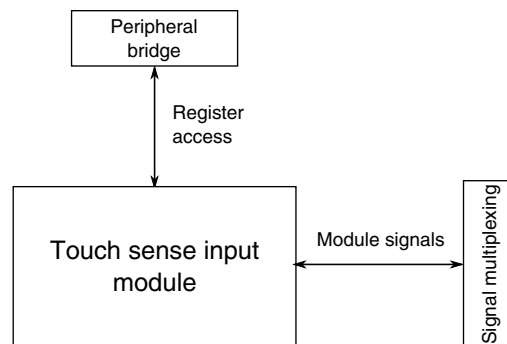 Peripheral
bridge
Register
access
Touch sense input
module
Module signals
Signal multiplexing